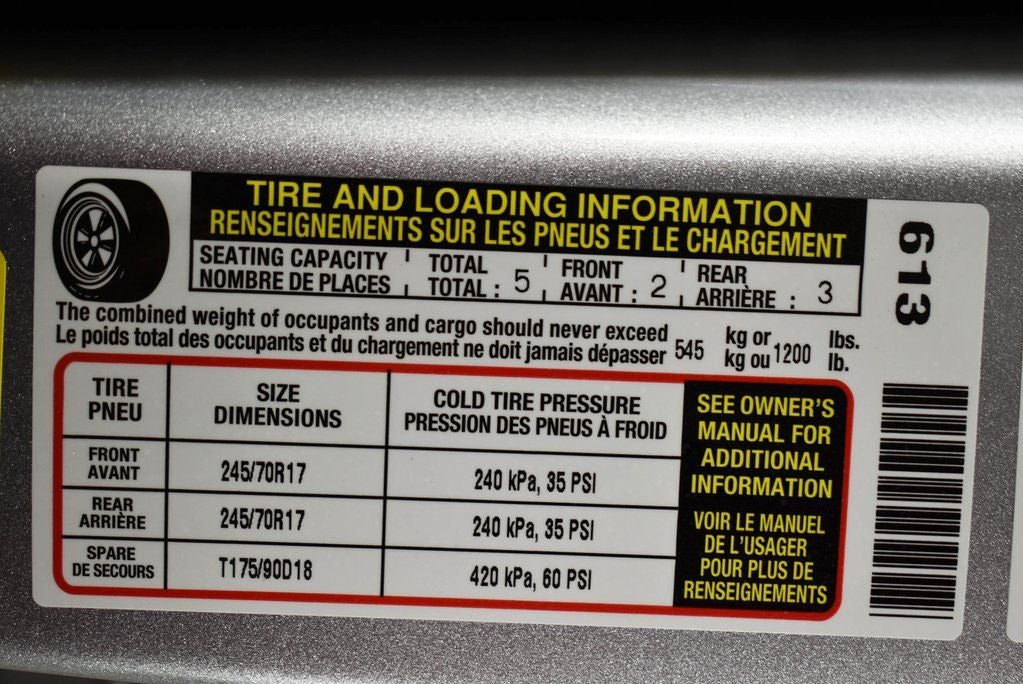 TIRE AND LOADING INFORMATION
RENSEIGNEMENTS SUR LES PNEUS ET LE CHARGEMENT
SEATING CAPACITY TOTAL FRONT REAR
NOMBRE DE PLACES TOTAL : 5 AVANT : 2 ARRIÈRE : 3
613
The combined weight of occupants and cargo should never exceed 545 kg or 1200 lbs.
Le poids total des occupants et du chargement ne doit jamais dépasser kg ou lb.
TIRE SIZE COLD TIRE PRESSURE
PNEU DIMENSIONS PRESSION DES PNEUS À FROID
FRONT
AVANT 245/70R17 240 kPa, 35 PSI
REAR
ARRIÈRE 245/70R17 240 kPa, 35 PSI
SPARE
DE SECOURS T175/90D18 420 kPa, 60 PSI
SEE OWNER'S
MANUAL FOR
ADDITIONAL
INFORMATION
VOIR LE MANUEL
DE L'USAGER
POUR PLUS DE
RENSEIGNEMENTS